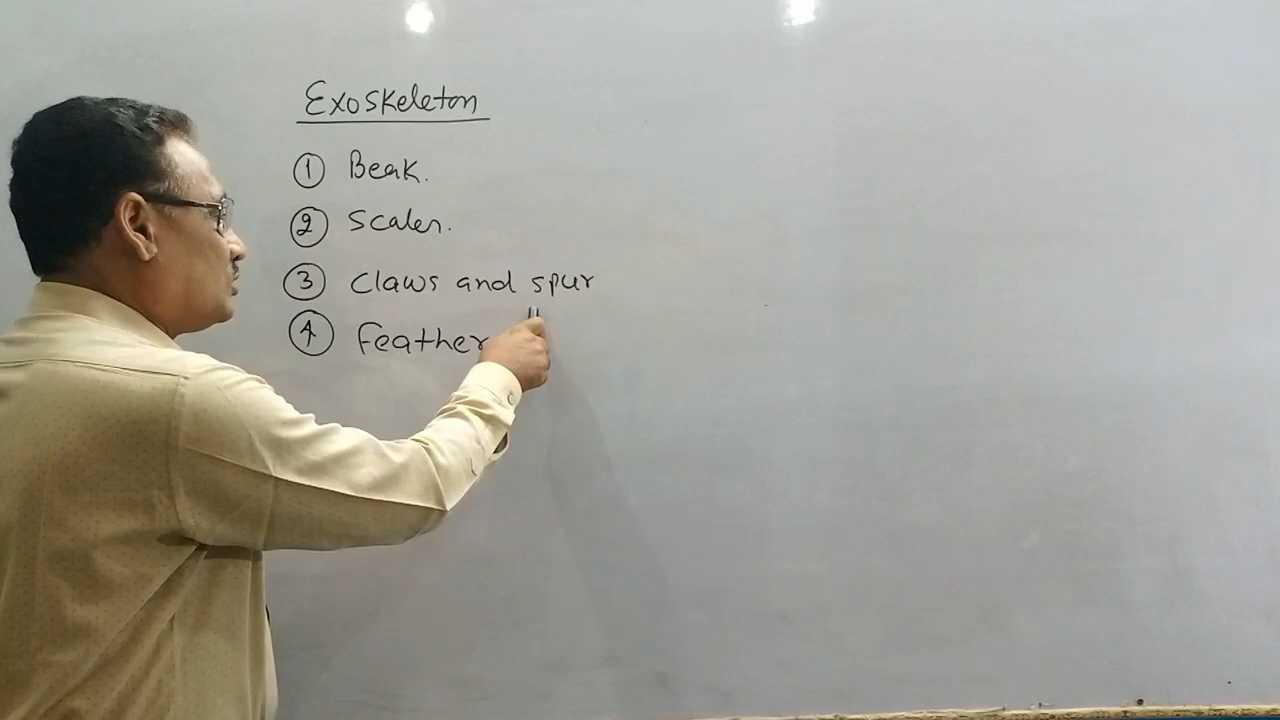 Exoskeleton
① Beak.
② Scales.
③ Claws and spur
④ Feather